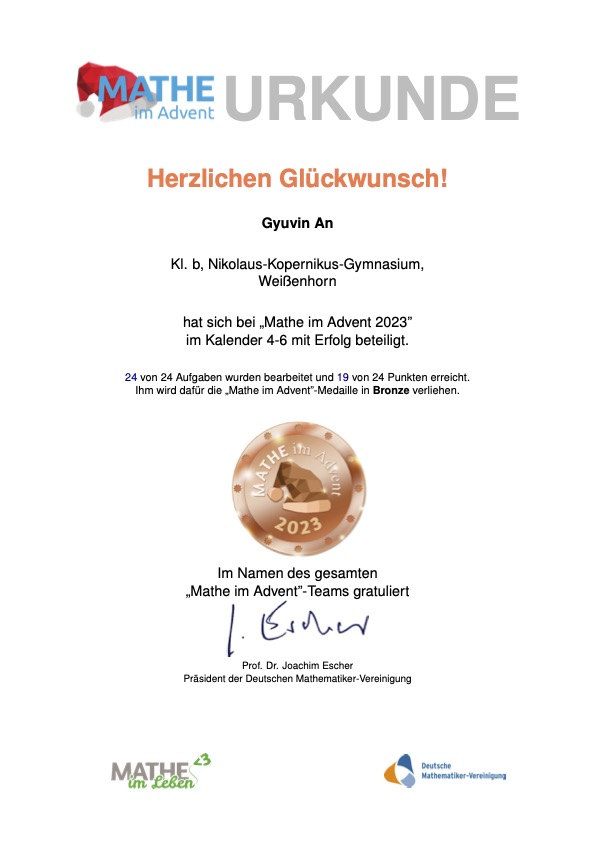 MATHE
im Advent
URKUNDE
Herzlichen Glückwunsch!
Gyuvin An
Kl. b, Nikolaus-Kopernikus-Gymnasium,
Weißenhorn
hat sich bei „Mathe im Advent 2023”
im Kalender 4-6 mit Erfolg beteiligt.
24 von 24 Aufgaben wurden bearbeitet und 19 von 24 Punkten erreicht.
Ihm wird dafür die „Mathe im Advent”-Medaille in Bronze verliehen.
MATHE im Advent
2023
Im Namen des gesamten
„Mathe im Advent”-Teams gratuliert
J. Escher
Prof. Dr. Joachim Escher
Präsident der Deutschen Mathematiker-Vereinigung
MATHE <3
im Leben
Deutsche
Mathematiker-Vereinigung